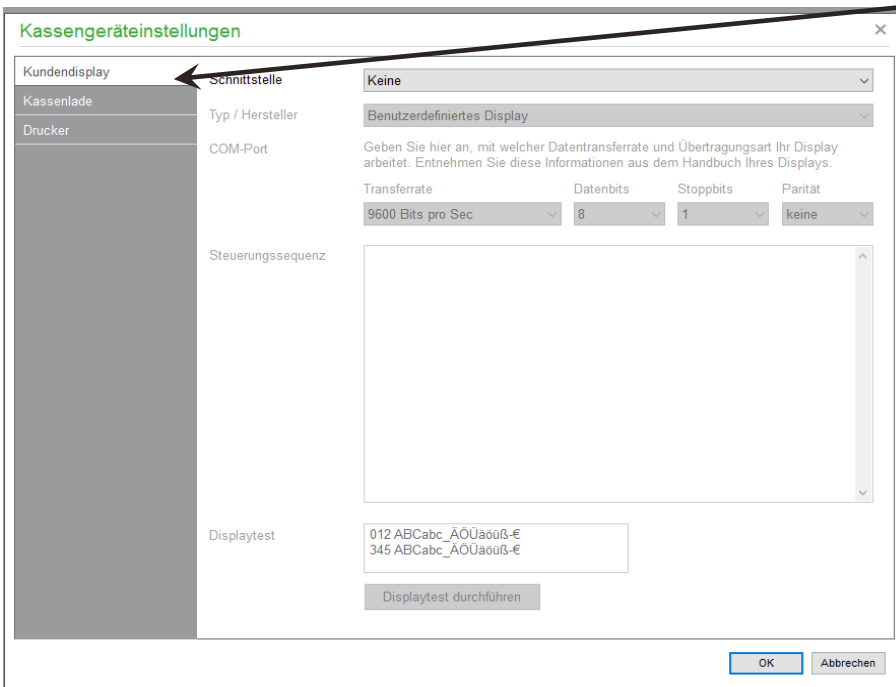 Kassengeräteinstellungen
Kundendisplay
Kassenlade
Drucker
Schnittstelle
Keine
Typ / Hersteller
Benutzerdefiniertes Display
COM-Port
Geben Sie hier an, mit welcher Datentransferrate und Übertragungsart Ihr Display
arbeitet. Entnehmen Sie diese Informationen aus dem Handbuch Ihres Displays.
Transferrate Datenbits Stoppbits Parität
9600 Bits pro Sec 8 1 keine
Steuerungssequenz
Displaytest
012 ABCabc_ÄÖÜäöüß-€
345 ABCabc_ÄÖÜäöüß-€
Displaytest durchführen
OK Abbrechen